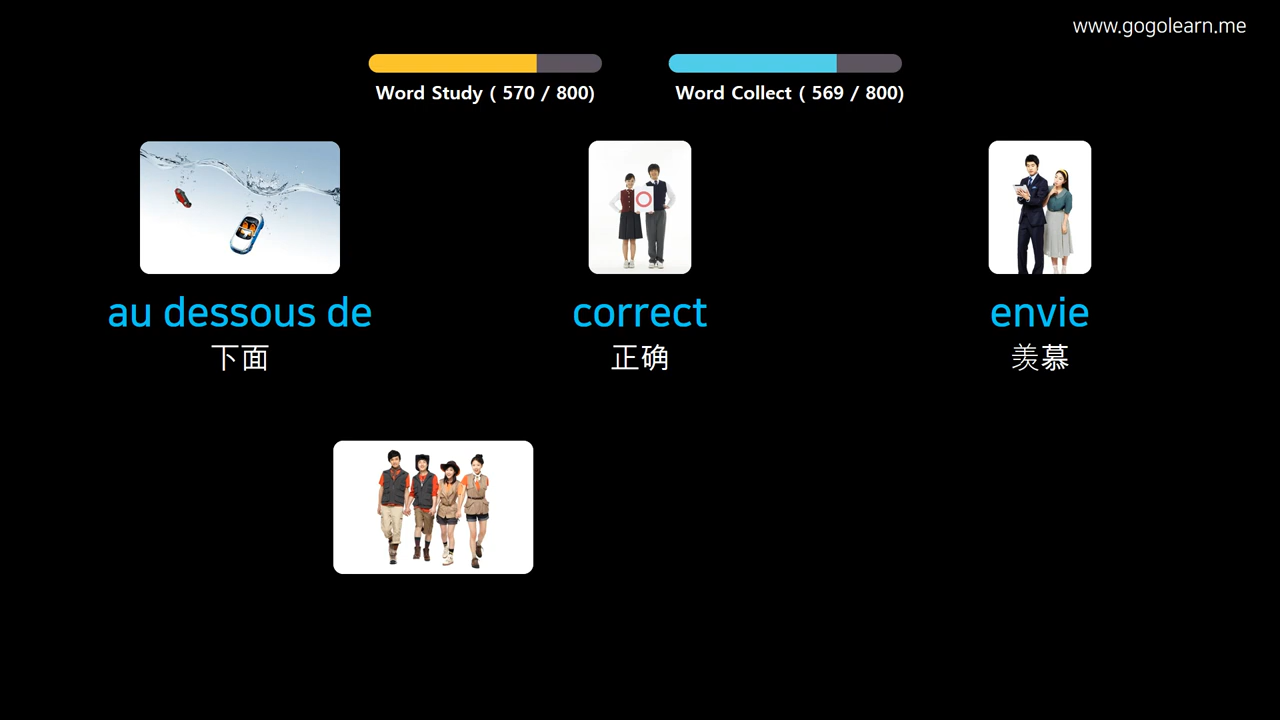 www.gogolearn.me
Word Study ( 570 / 800)
Word Collect ( 569 / 800)
au dessous de
correct
envie
下面
正确
羡慕